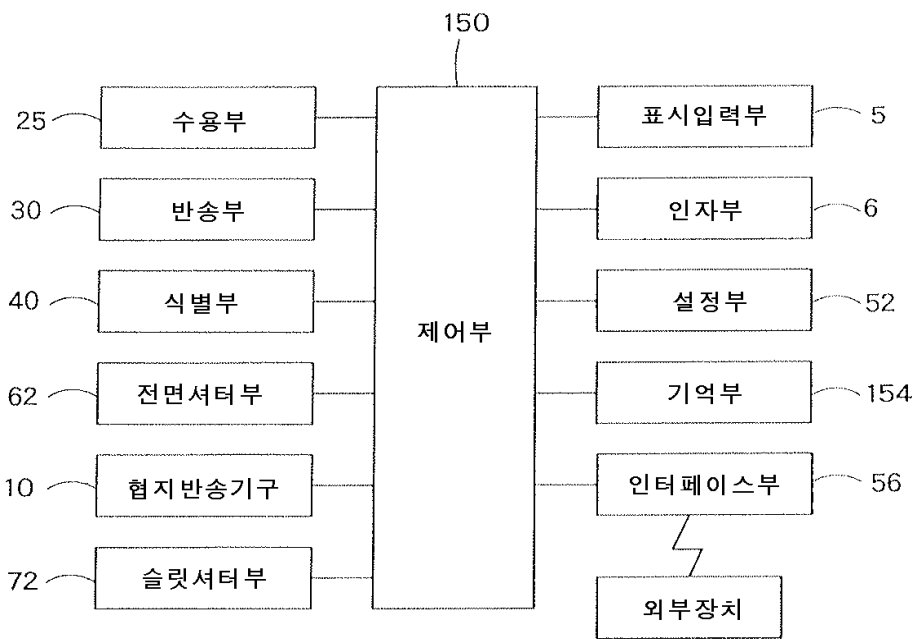 150
25 수용부
30 반송부
40 식별부
62 전면셔터부
10 협지반송기구
72 슬릿셔터부
제어부
표시입력부 5
인자부 6
설정부 52
기억부 154
인터페이스부 56
외부장치